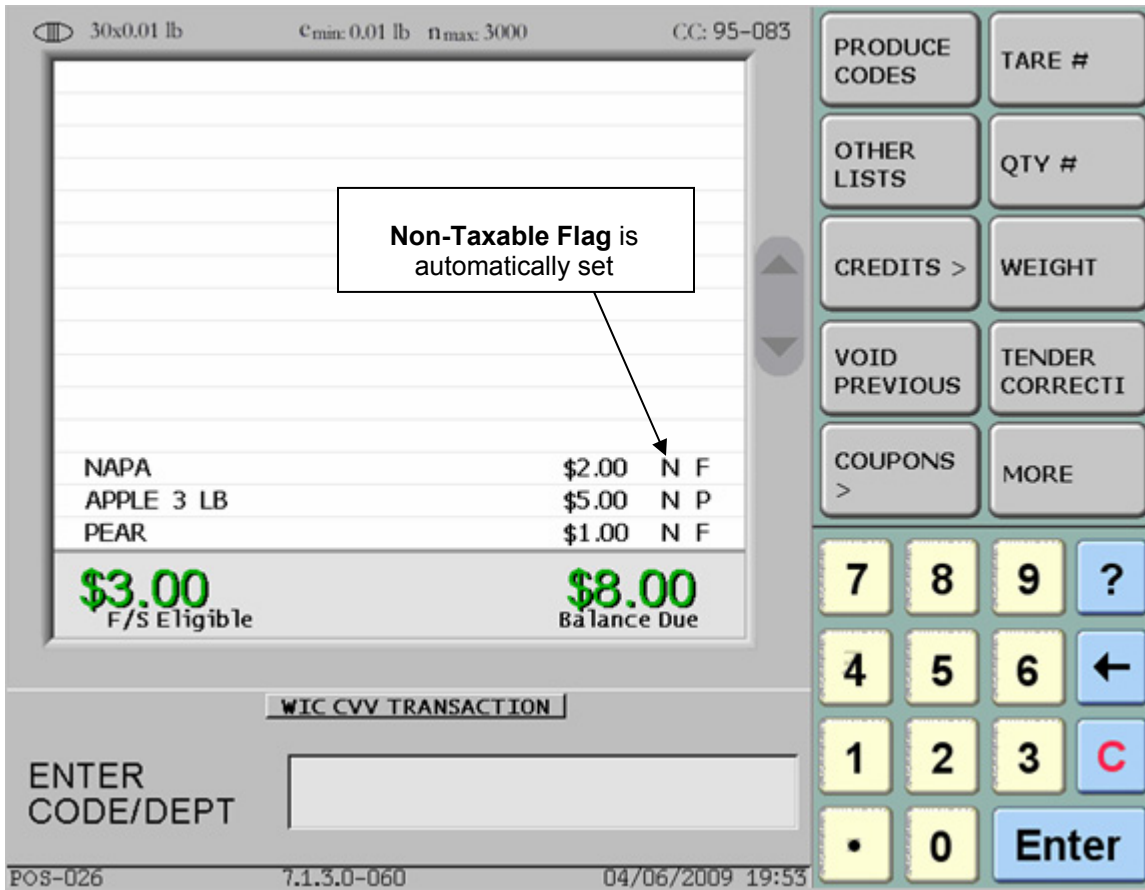 30x0.01 lb Cmin: 0.01 lb nmax: 3000 CC: 95-083
Non-Taxable Flag is
automatically set
NAPA $2.00 N F
APPLE 3 LB $5.00 N P
PEAR $1.00 N F
$3.00 $8.00
F/S Eligible Balance Due
WIC CVV TRANSACTION
ENTER
CODE/DEPT
POS-026 7.1.3.0-060 04/06/2009 19:53
PRODUCE
CODES
TARE #
OTHER
LISTS
QTY #
CREDITS >
WEIGHT
VOID
PREVIOUS
TENDER
CORRECTI
COUPONS
>
MORE
7 8 9 ?
4 5 6 ←
1 2 3 C
. 0 Enter